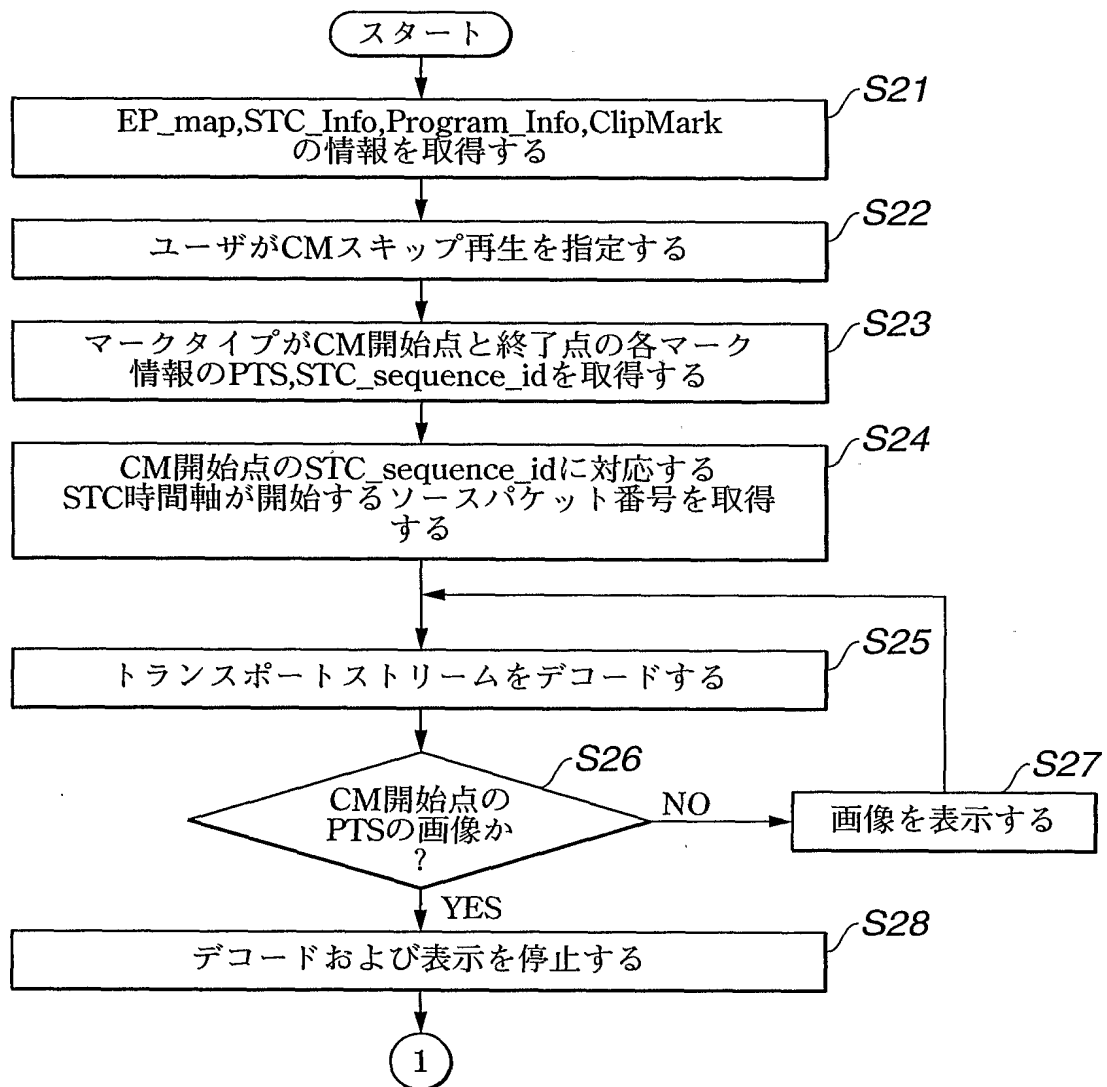 スタート
S21
EP_map,STC_Info,Program_Info,ClipMark
の情報を取得する
S22
ユーザがCMスキップ再生を指定する
S23
マークタイプがCM開始点と終了点の各マーク
情報のPTS,STC_sequence_idを取得する
S24
CM開始点のSTC_sequence_idに対応する
STC時間軸が開始するソースパケット番号を取得
する
S25
トランスポートストリームをデコードする
S26
CM開始点の
PTSの画像か
?
NO
S27
画像を表示する
YES
S28
デコードおよび表示を停止する
1